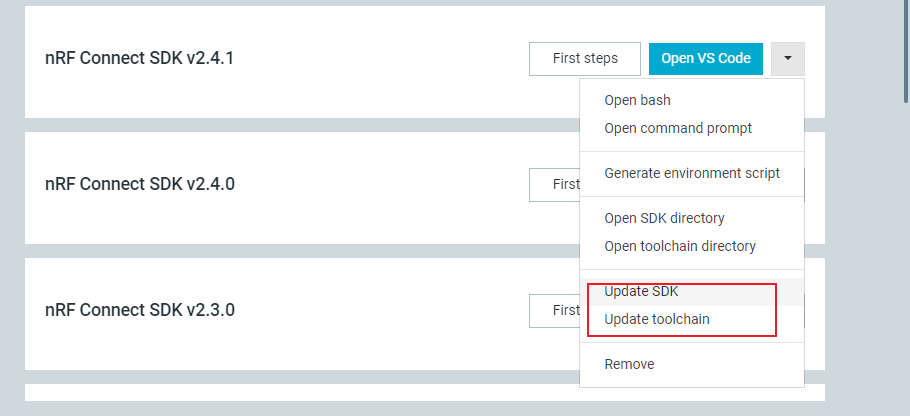 nRF Connect SDK v2.4.1
First steps
Open VS Code
Open bash
Open command prompt
Generate environment script
Open SDK directory
Open toolchain directory
Update SDK
Update toolchain
Remove
nRF Connect SDK v2.4.0
First
nRF Connect SDK v2.3.0
First